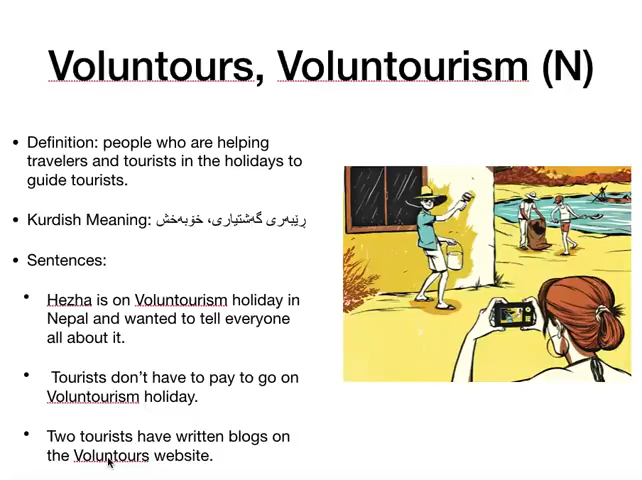 Voluntours, Voluntourism (N)
• Definition: people who are helping
travelers and tourists in the holidays to
guide tourists.
• Kurdish Meaning: ڕێبەری گەشتیاری، خۆبەخش
• Sentences:
• Hezha is on Voluntourism holiday in
Nepal and wanted to tell everyone
all about it.
• Tourists don’t have to pay to go on
Voluntourism holiday.
• Two tourists have written blogs on
the Voluntours website.